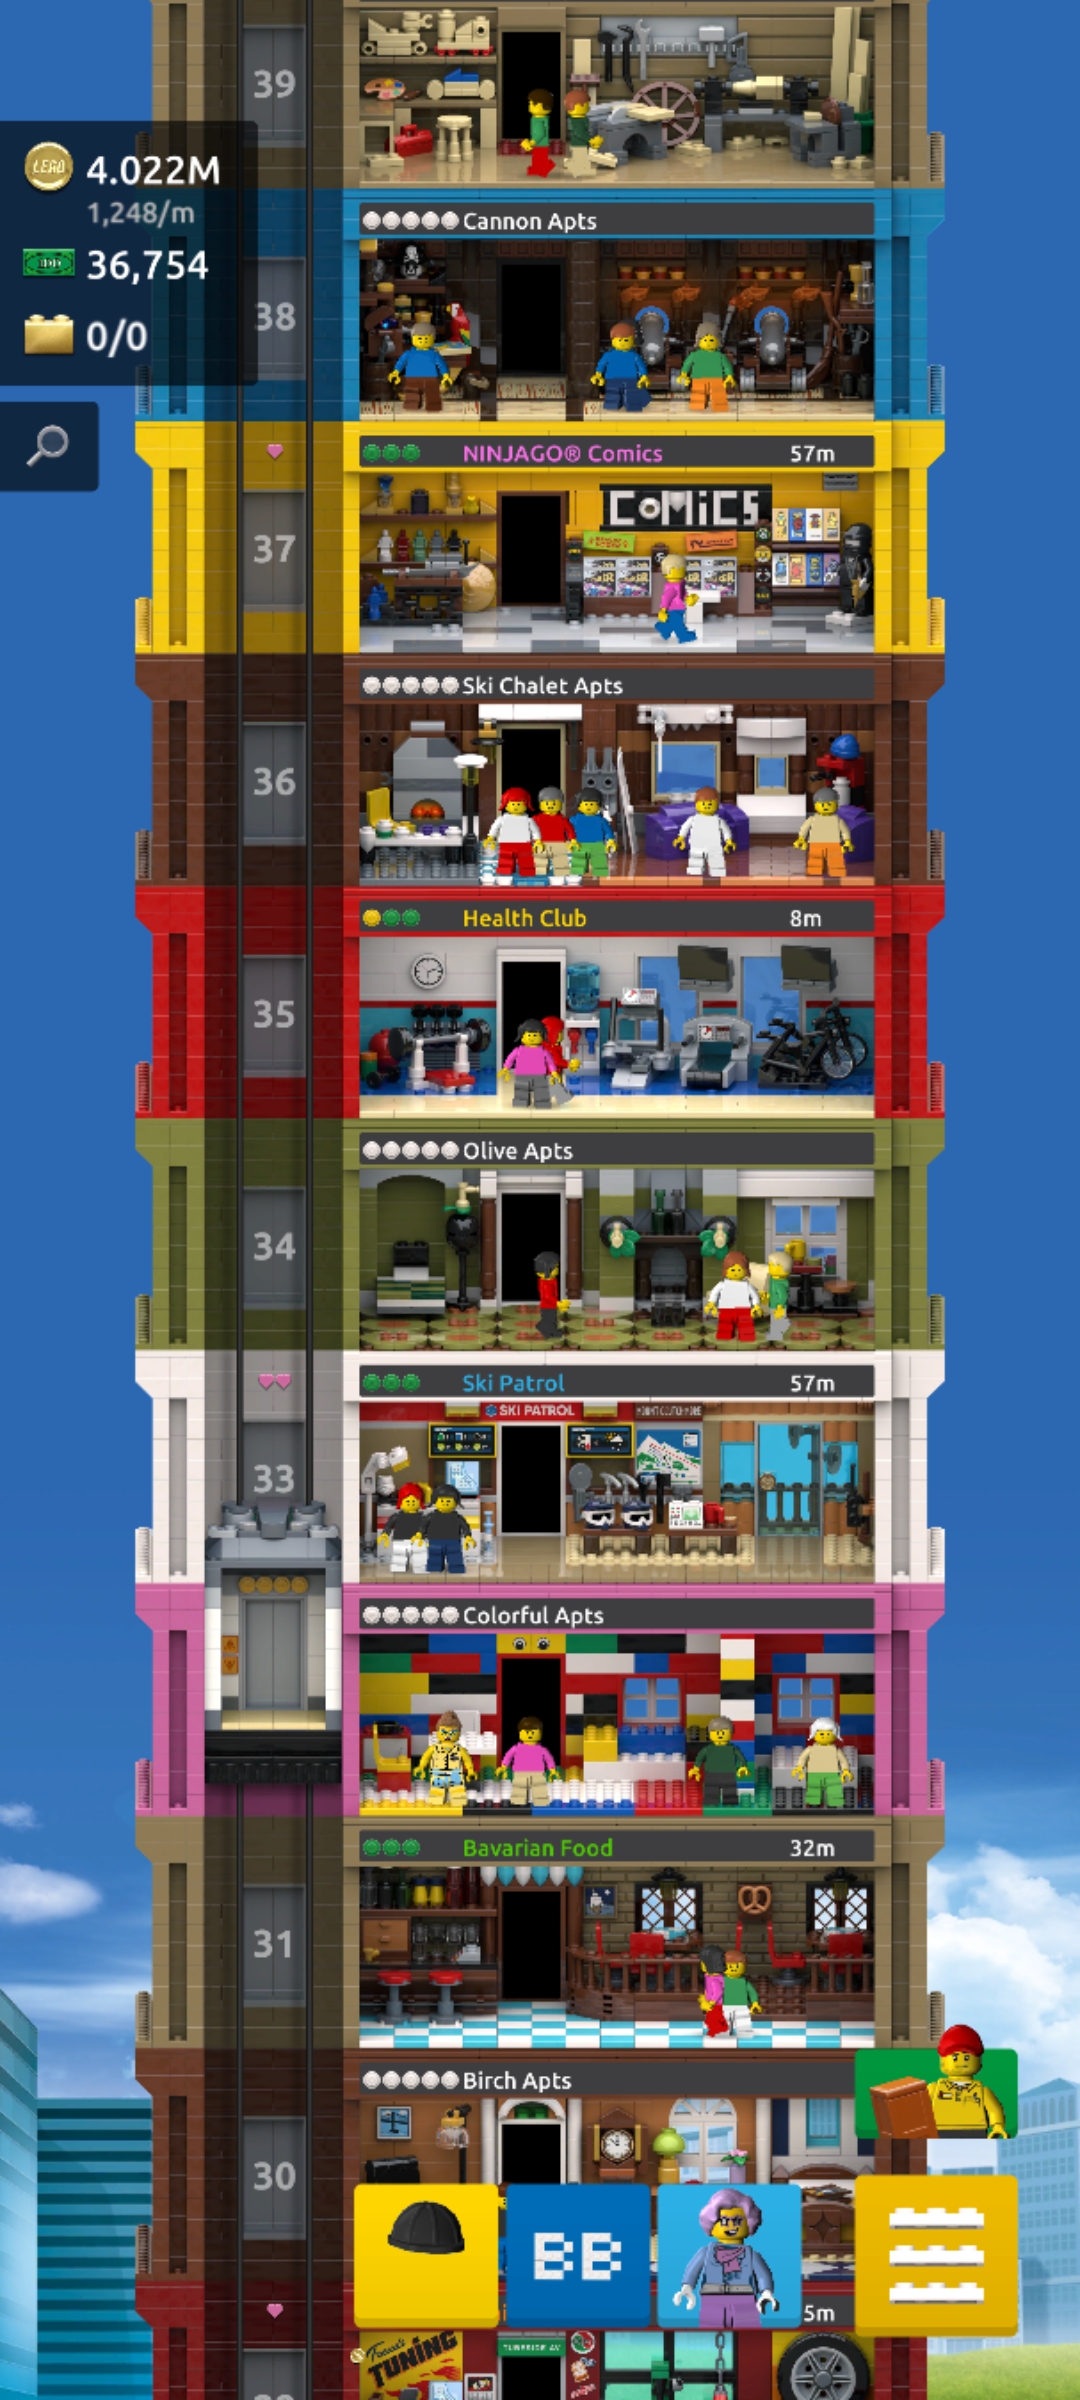 39
LEGO
4.022M
1,248/m
36,754
0/0
Cannon Apts
38
NINJAGO® Comics 57m
COMiCS
37
Ski Chalet Apts
36
Health Club 8m
35
Olive Apts
34
Ski Patrol 57m
SKI PATROL
33
Colorful Apts
Bavarian Food 32m
31
Birch Apts
30
BB
5m
TUNING